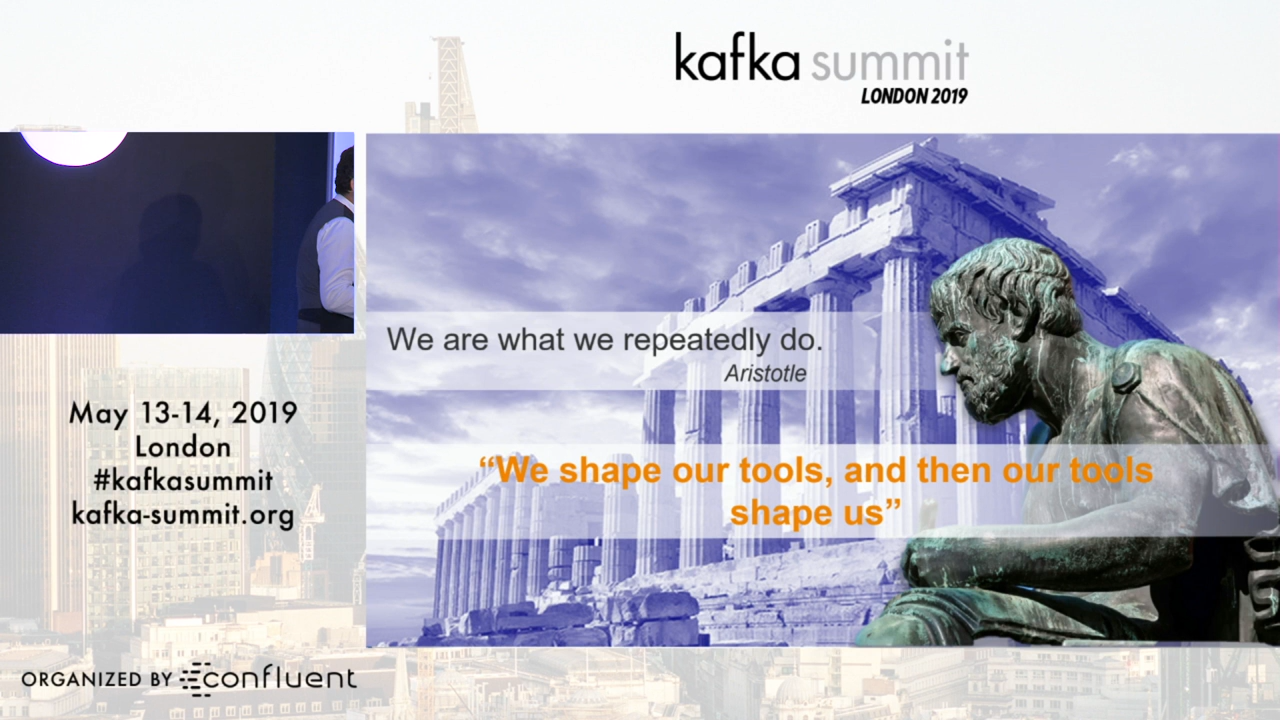 kafka summit
LONDON 2019
We are what we repeatedly do.
Aristotle
“We shape our tools, and then our tools
shape us”
May 13-14, 2019
London
#kafkasummit
kafka-summit.org
ORGANIZED BY confluent